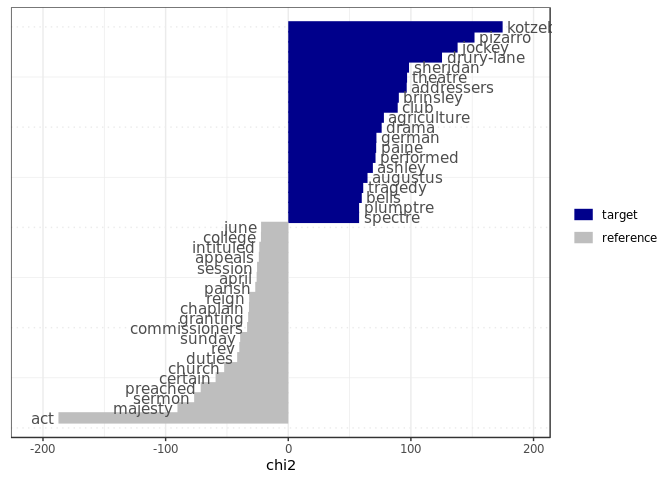 kotzeb
pizarro
jockey
drury-lane
sheridan
theatre
addressers
brinsley
club
agriculture
drama
german
paine
performed
ashley
augustus
tragedy
bells
plumptre
spectre
june
college
intituled
appeals
session
april
parish
reign
chaplain
granting
commissioners
sunday
rev
duties
church
certain
preached
sermon
majesty
act
target
reference
-200 -100 0 100 200
chi2